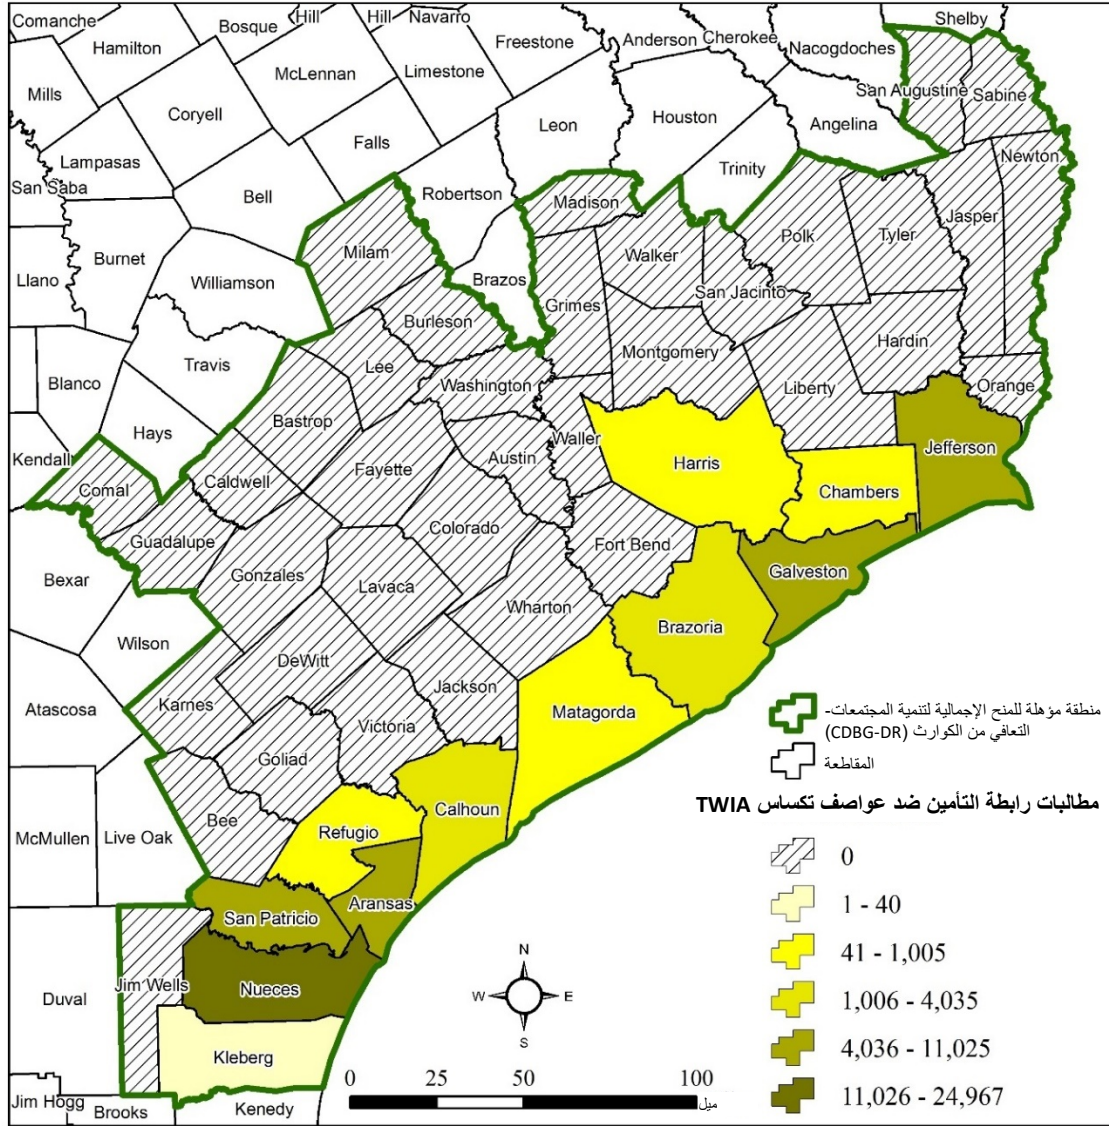 Comanche
Hamilton
Bosque
Hill
Hill
Navarro
Freestone
Anderson
Cherokee
Nacogdoches
Shelby
Mills
Coryell
McLennan
Limestone
Leon
Houston
Angelina
San Augustine
Sabine
Lampasas
Falls
Trinity
Newton
San Saba
Bell
Robertson
Madison
Jasper
Milam
Walker
Polk
Tyler
Llano
Burnet
Williamson
Brazos
San Jacinto
Burleson
Grimes
Travis
Lee
Montgomery
Hardin
Blanco
Washington
Liberty
Orange
Bastrop
Hays
Waller
Jefferson
Kendall
Fayette
Austin
Harris
Comal
Caldwell
Chambers
Colorado
Guadalupe
Fort Bend
Bexar
Gonzales
Lavaca
Galveston
Wharton
Brazoria
Wilson
DeWitt
Jackson
Atascosa
Karnes
Matagorda
Victoria
Goliad
Calhoun
Bee
Refugio
McMullen
Live Oak
Aransas
San Patricio
Jim Wells
Nueces
Duval
Kleberg
Jim Hogg
Brooks
Kenedy
منطقة مؤهلة للمنح الإجمالية لتنمية المجتمعات-
التعافي من الكوارث (CDBG-DR)
المقاطعة
مطالبات رابطة التأمين ضد عواصف تكساس TWIA
0
1 - 40
41 - 1,005
1,006 - 4,035
4,036 - 11,025
11,026 - 24,967
N
W E
S
0 25 50 100
ميل